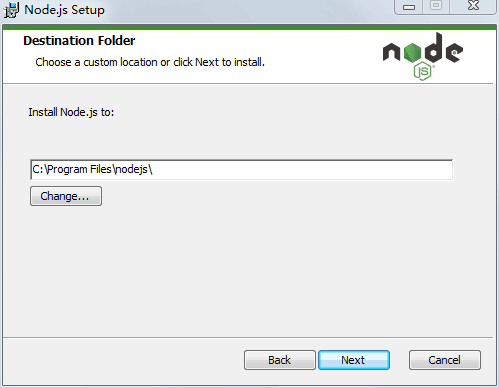 Node.js Setup
Destination Folder
Choose a custom location or click Next to install.
node
JS
Install Node.js to:
C:\Program Files\nodejs\
Change...
Back
Next
Cancel